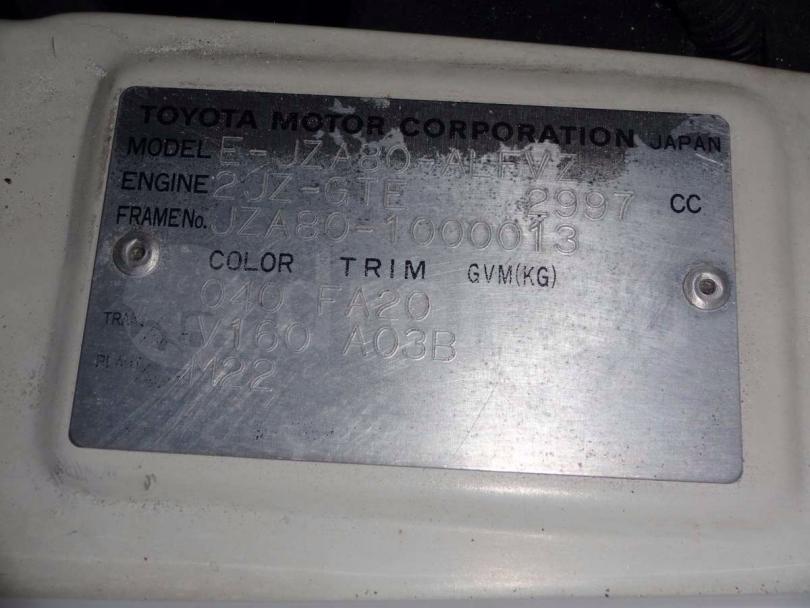 TOYOTA MOTOR CORPORATION JAPAN
MODEL E-JZA80-ALFVZ
ENGINE 2JZ-GTE 2997 CC
FRAME No. JZA80-1000013
COLOR TRIM GVM(KG)
040 FA20
V160 A03B
M22